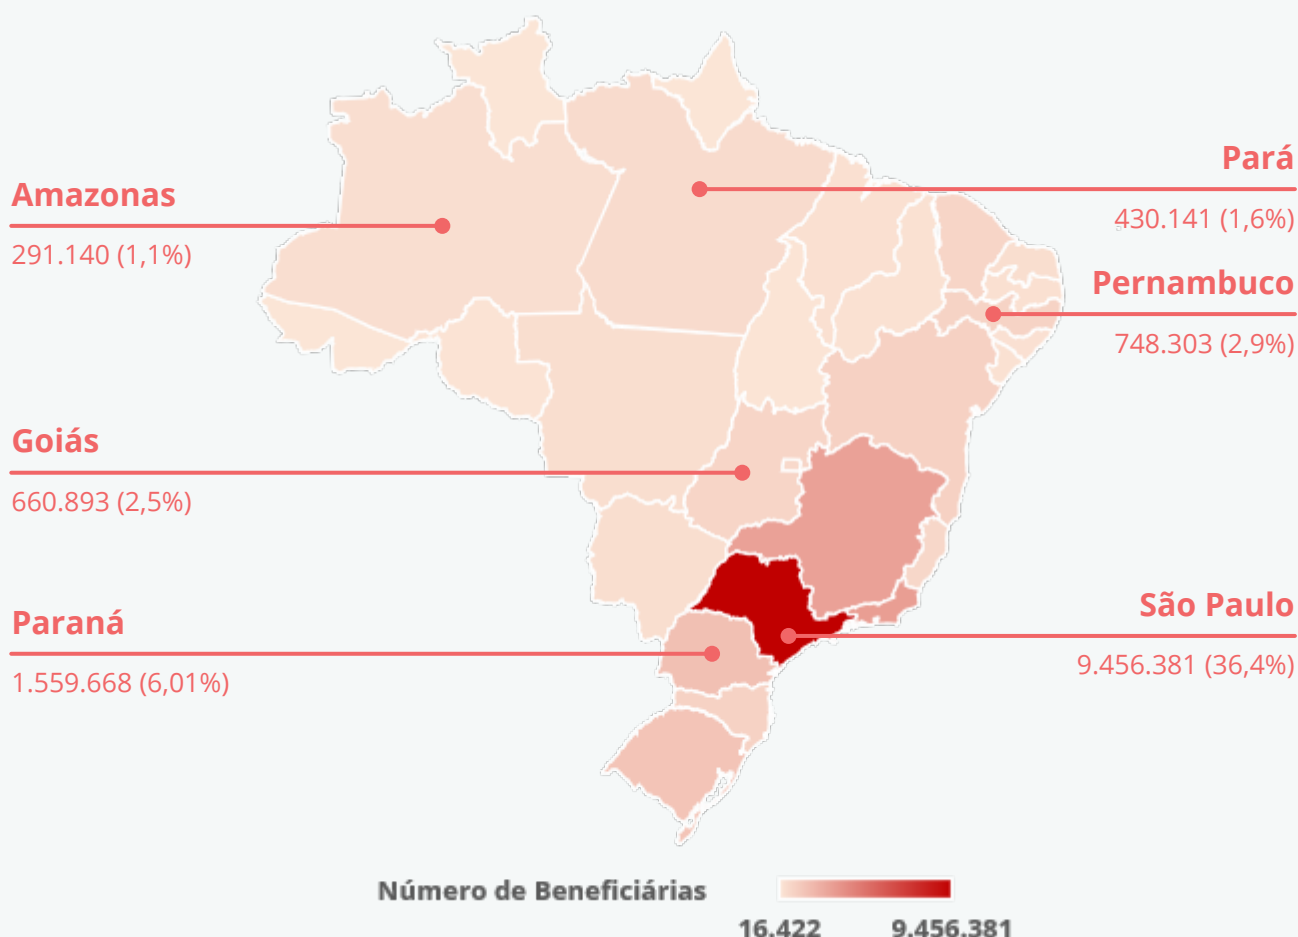 Amazonas
291.140 (1,1%)
Goiás
660.893 (2,5%)
Paraná
1.559.668 (6,01%)
Pará
430.141 (1,6%)
Pernambuco
748.303 (2,9%)
São Paulo
9.456.381 (36,4%)
Número de Beneficiárias
16.422 9.456.381